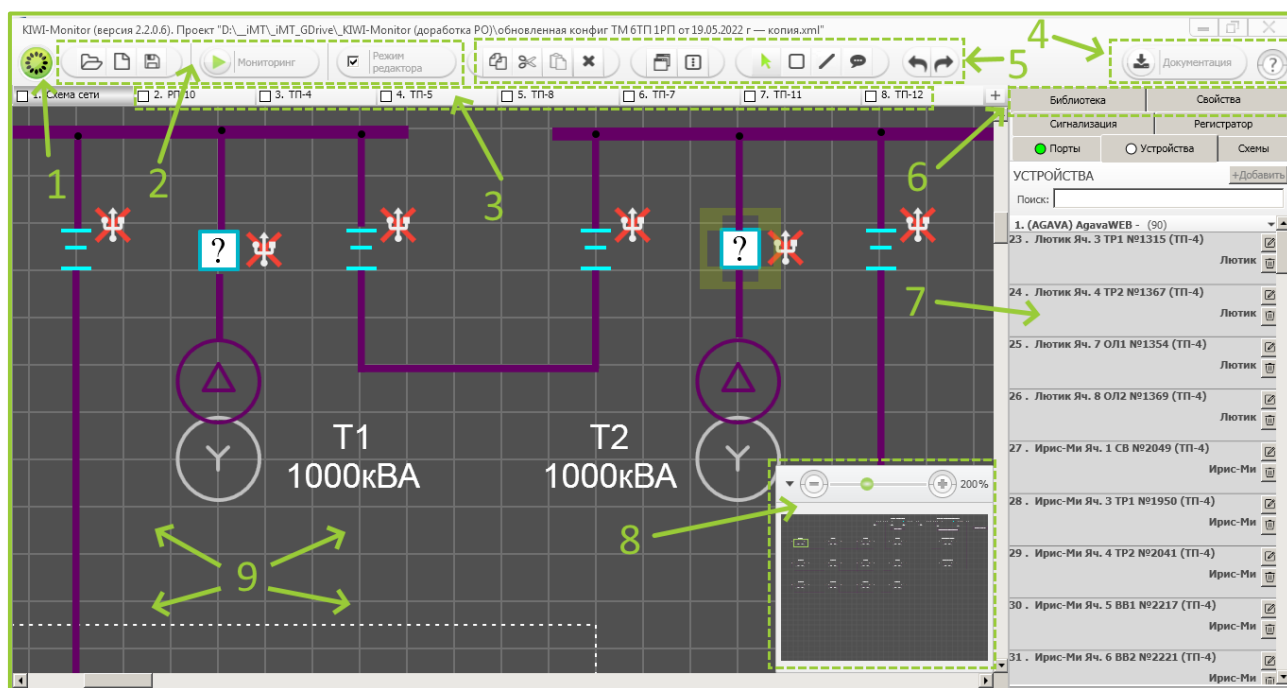 KIWI-Monitor (версия 2.2.0.6). Проект "D:\__iMT\_iMT_GDrive\_KIWI-Monitor (доработка РО)\обновленная конфиг ТМ 6ТП 1РП от 19.05.2022 г — копия.xml"
Мониторинг
Режим
редактора
Документация
?
1
2
3
4
5
6
7
8
9
1. Схема сети
2. РП-10
3. ТП-4
4. ТП-5
5. ТП-8
6. ТП-7
7. ТП-11
8. ТП-12
+
Библиотека
Свойства
Сигнализация
Регистратор
Порты
Устройства
Схемы
УСТРОЙСТВА
+Добавить
Поиск:
1. (AGAVA) AgavaWEB - (90)
23 . Лютик Яч. 3 ТР1 №1315 (ТП-4)
Лютик
24 . Лютик Яч. 4 ТР2 №1367 (ТП-4)
Лютик
25 . Лютик Яч. 7 ОЛ1 №1354 (ТП-4)
Лютик
26 . Лютик Яч. 8 ОЛ2 №1369 (ТП-4)
Лютик
27 . Ирис-Ми Яч. 1 СВ №2049 (ТП-4)
Ирис-Ми
28 . Ирис-Ми Яч. 3 ТР1 №1950 (ТП-4)
Ирис-Ми
29 . Ирис-Ми Яч. 4 ТР2 №2041 (ТП-4)
Ирис-Ми
30 . Ирис-Ми Яч. 5 ВВ1 №2217 (ТП-4)
Ирис-Ми
31 . Ирис-Ми Яч. 6 ВВ2 №2221 (ТП-4)
Ирис-Ми
?
?
Т1
1000кВА
Т2
1000кВА
200%